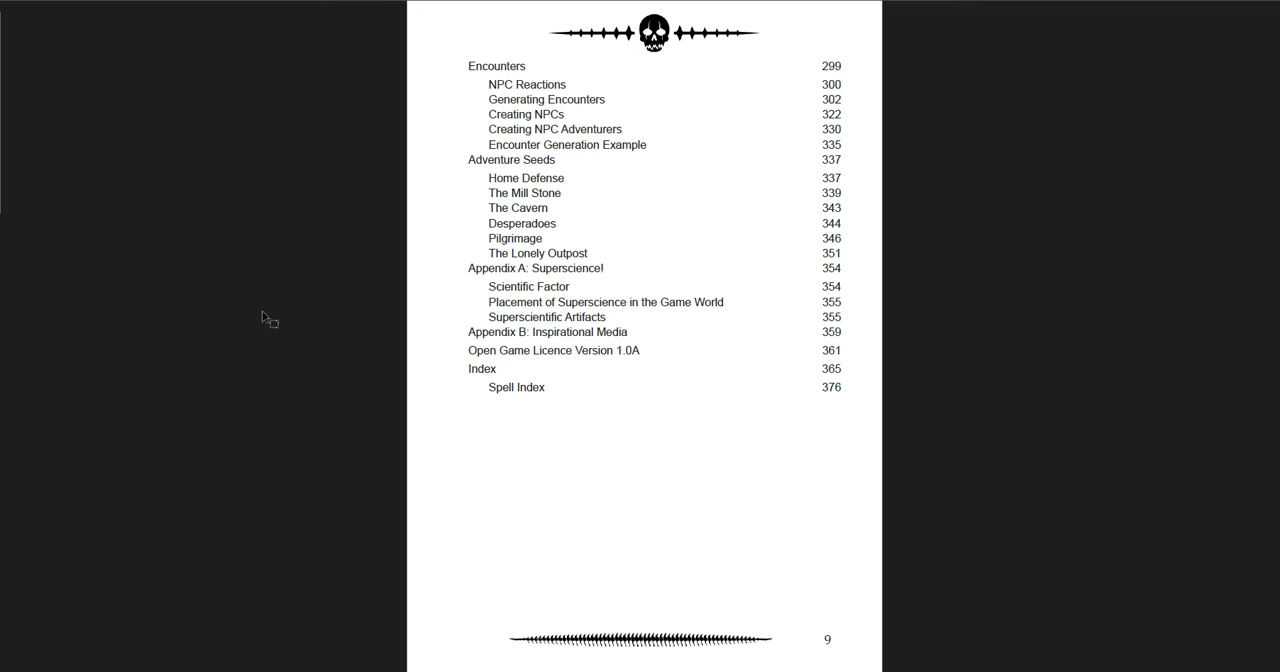 Encounters 299
NPC Reactions 300
Generating Encounters 302
Creating NPCs 322
Creating NPC Adventurers 330
Encounter Generation Example 335
Adventure Seeds 337
Home Defense 337
The Mill Stone 339
The Cavern 343
Desperadoes 344
Pilgrimage 346
The Lonely Outpost 351
Appendix A: Superscience! 354
Scientific Factor 354
Placement of Superscience in the Game World 355
Superscientific Artifacts 355
Appendix B: Inspirational Media 359
Open Game Licence Version 1.0A 361
Index 365
Spell Index 376
9